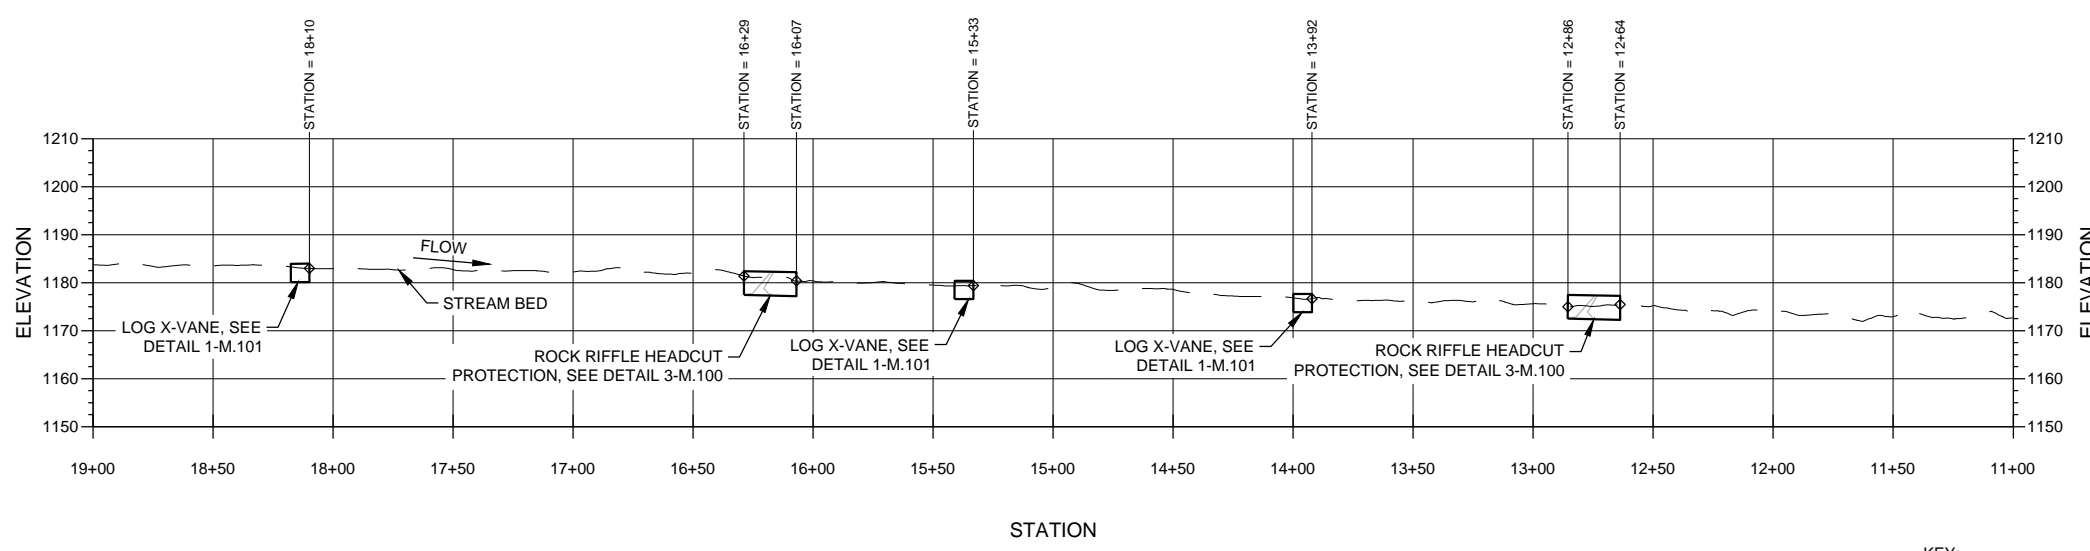 STATION = 18+10
STATION = 16+29
STATION = 16+07
STATION = 15+33
STATION = 13+92
STATION = 12+86
STATION = 12+64
1210
1200
1190
1180
1170
1160
1150
ELEVATION
1210
1200
1190
1180
1170
1160
1150
ELEVATION
FLOW
STREAM BED
LOG X-VANE, SEE
DETAIL 1-M.101
ROCK RIFFLE HEADCUT
PROTECTION, SEE DETAIL 3-M.100
LOG X-VANE, SEE
DETAIL 1-M.101
LOG X-VANE, SEE
DETAIL 1-M.101
ROCK RIFFLE HEADCUT
PROTECTION, SEE DETAIL 3-M.100
19+00 18+50 18+00 17+50 17+00 16+50 16+00 15+50 15+00 14+50 14+00 13+50 13+00 12+50 12+00 11+50 11+00
STATION
KEY: